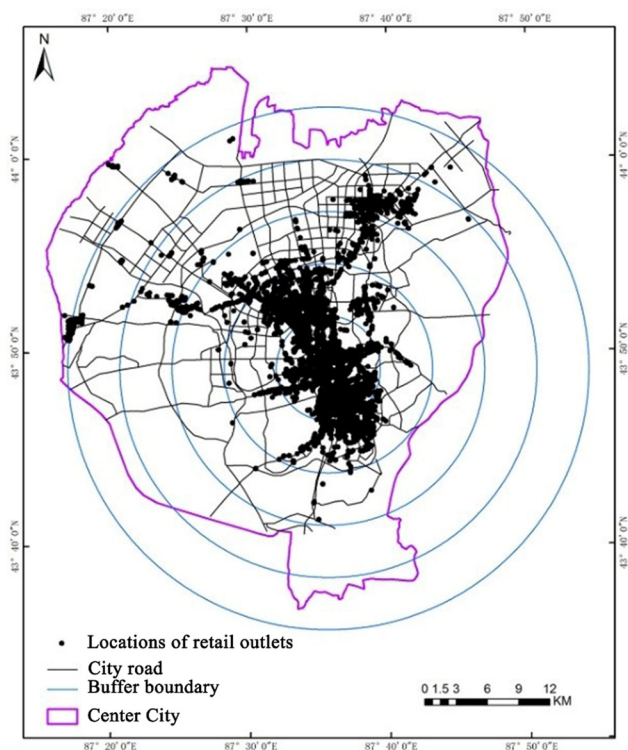 87° 20′ 0″E 87° 30′ 0″E 87° 40′ 0″E 87° 50′ 0″E
N
44° 0′ 0″N 44° 0′ 0″N
43° 50′ 0″N 43° 50′ 0″N
43° 40′ 0″N 43° 40′ 0″N
Locations of retail outlets
City road
Buffer boundary
Center City
0 1.5 3 6 9 12
KM
87° 20′ 0″E 87° 30′ 0″E 87° 40′ 0″E 87° 50′ 0″E